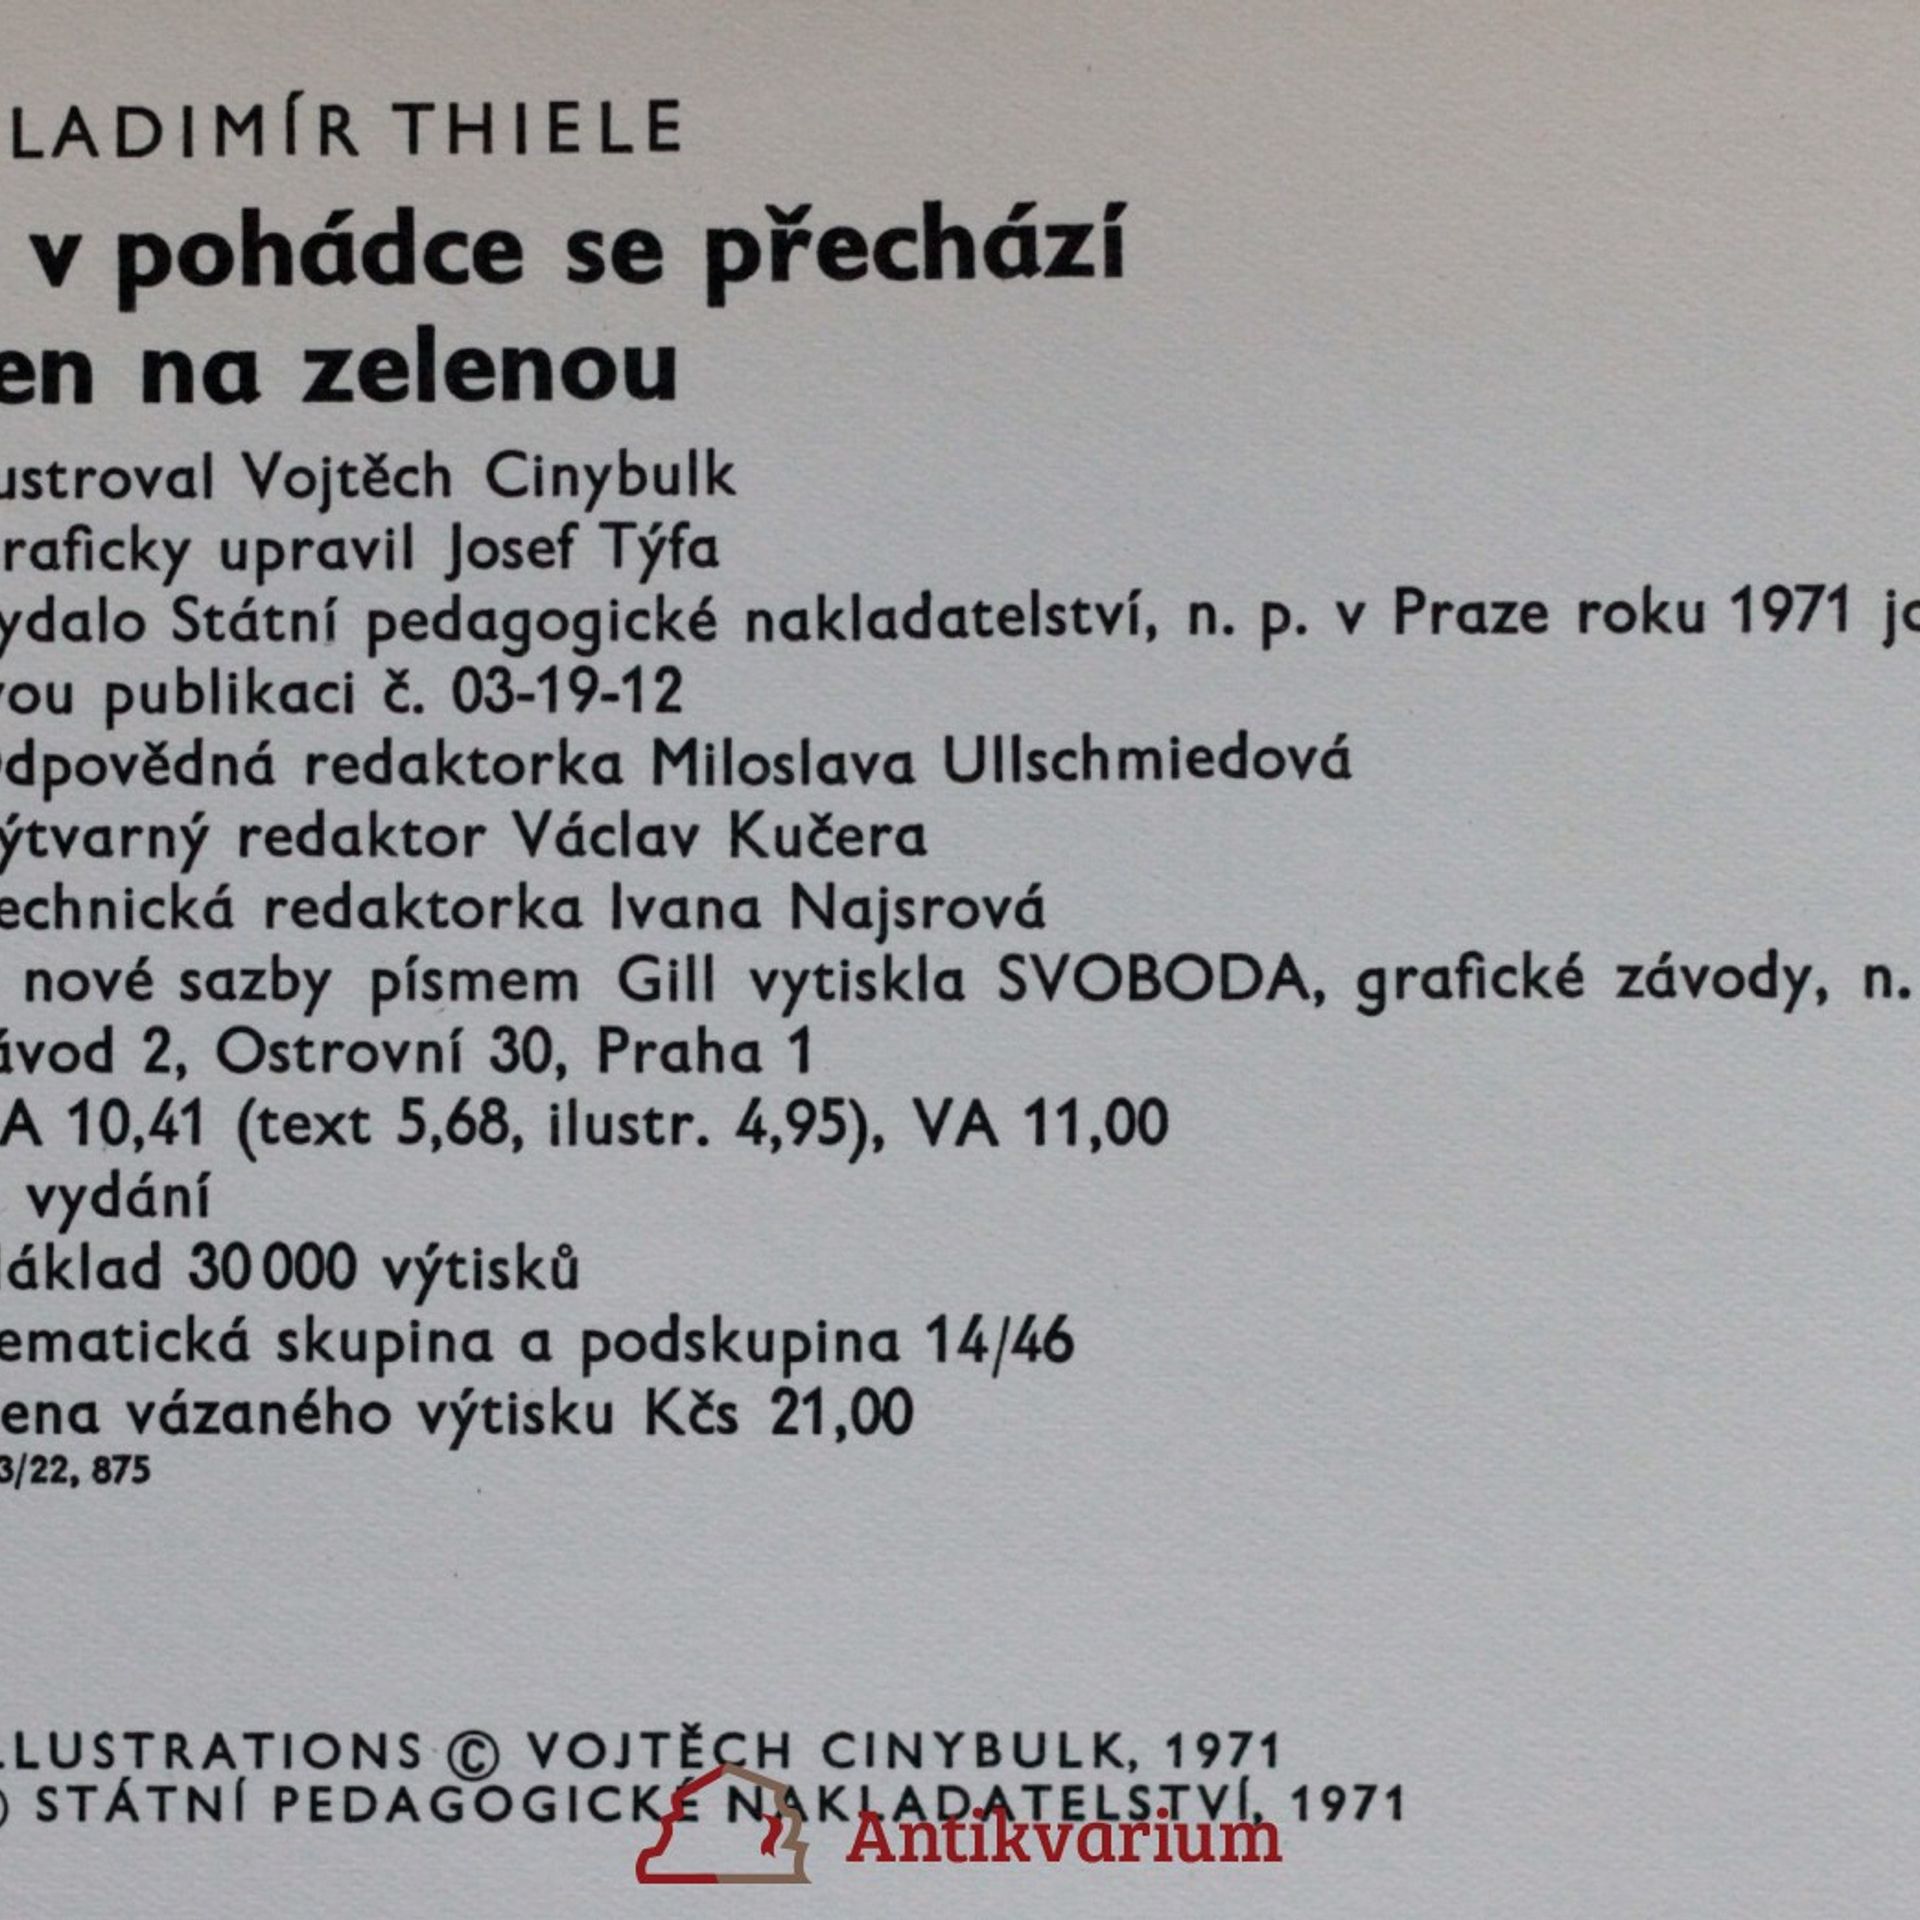 LADIMÍR THIELE
v pohádce se přechází
en na zelenou
ustroval Vojtěch Cinybulk
raficky upravil Josef Týfa
ydalo Státní pedagogické nakladatelství, n. p. v Praze roku 1971 jo
vou publikaci č. 03-19-12
dpovědná redaktorka Miloslava Ullschmiedová
ýtvarný redaktor Václav Kučera
echnická redaktorka Ivana Najsrová
nové sazby písmem Gill vytiskla SVOBODA, grafické závody, n.
ávod 2, Ostrovní 30, Praha 1
A 10,41 (text 5,68, ilustr. 4,95), VA 11,00
vydání
áklad 30 000 výtisků
ematická skupina a podskupina 14/46
ena vázaného výtisku Kčs 21,00
3/22, 875
LLUSTRATIONS © VOJTĚCH CINYBULK, 1971
STÁTNÍ PEDAGOGICKÉ NAKLADATELSTVÍ, 1971
Antikvarium